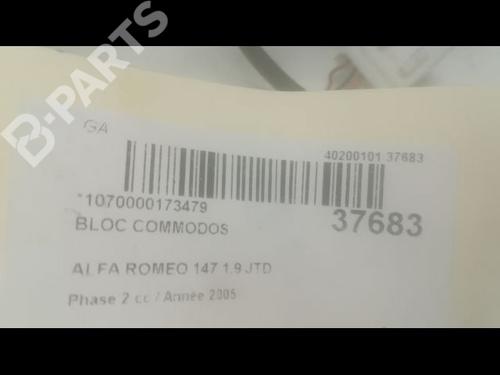 B-PARTS
GA
40200101 37683
*1070000173479
37683
BLOC COMMODOS
ALFA ROMEO 147 1.9 JTD
Phase 2 cc / Année 2005